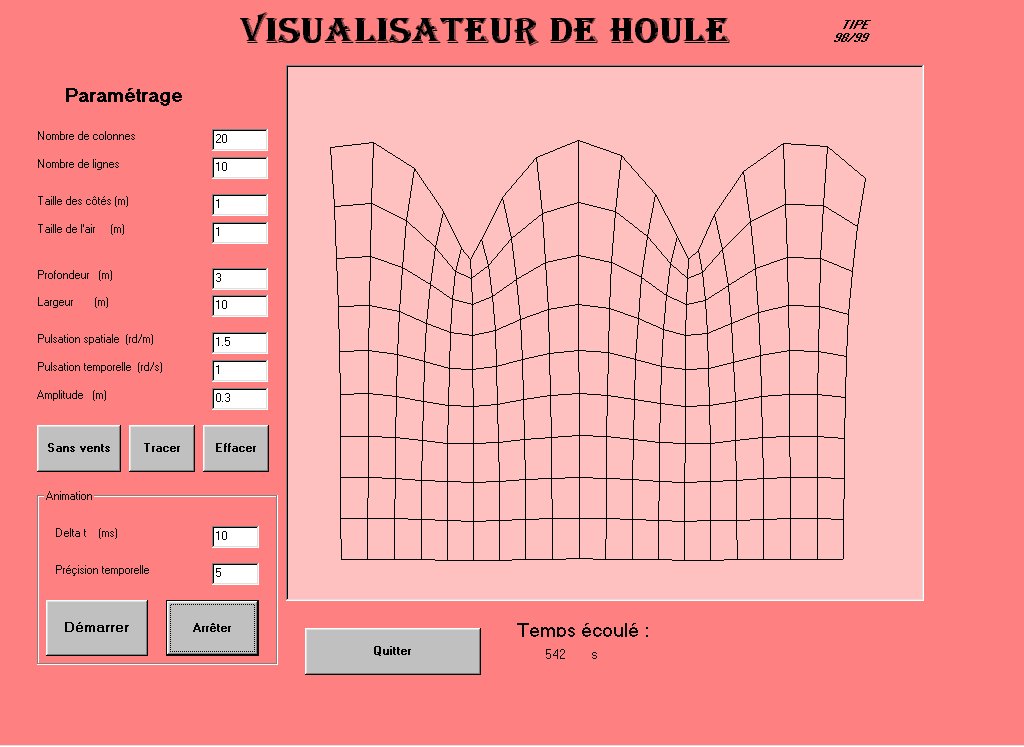 VISUALISATEUR DE HOULE
TIPE
98/99
Paramétrage
Nombre de colonnes 20
Nombre de lignes 10
Taille des côtés (m) 1
Taille de l'air (m) 1
Profondeur (m) 3
Largeur (m) 10
Pulsation spatiale (rd/m) 1.5
Pulsation temporelle (rd/s) 1
Amplitude (m) 0.3
Sans vents Tracer Effacer
Animation
Delta t (ms) 10
Préçision temporelle 5
Démarrer Arrêter
Quitter
Temps écoulé :
542 s